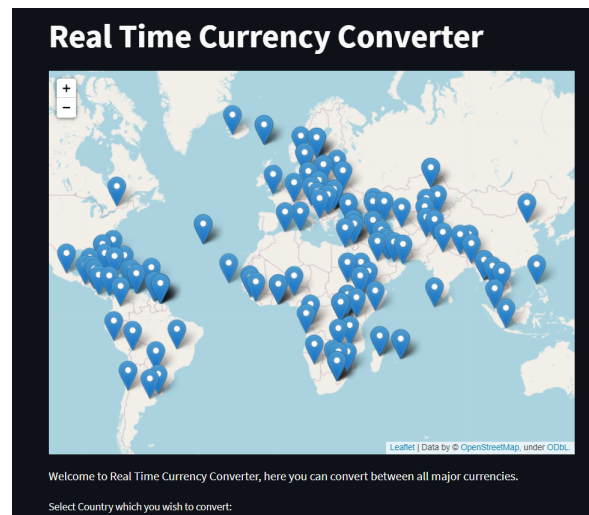 Real Time Currency Converter
+
−
Leaflet | Data by © OpenStreetMap, under ODbL.
Welcome to Real Time Currency Converter, here you can convert between all major currencies.
Select Country which you wish to convert: